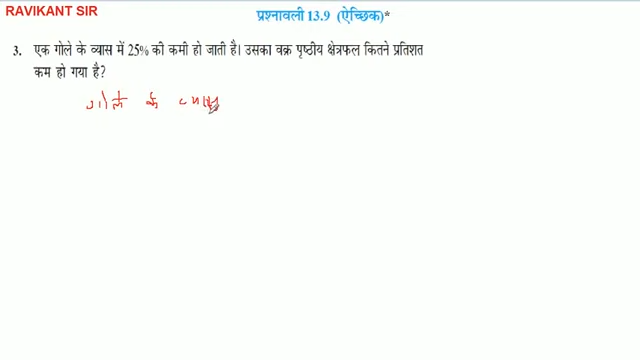 RAVIKANT SIR
प्रश्नावली 13.9 (ऐच्छिक)*
3. एक गोले के व्यास में 25% की कमी हो जाती है। उसका वक्र पृष्ठीय क्षेत्रफल कितने प्रतिशत
कम हो गया है?
गोले के व्यास